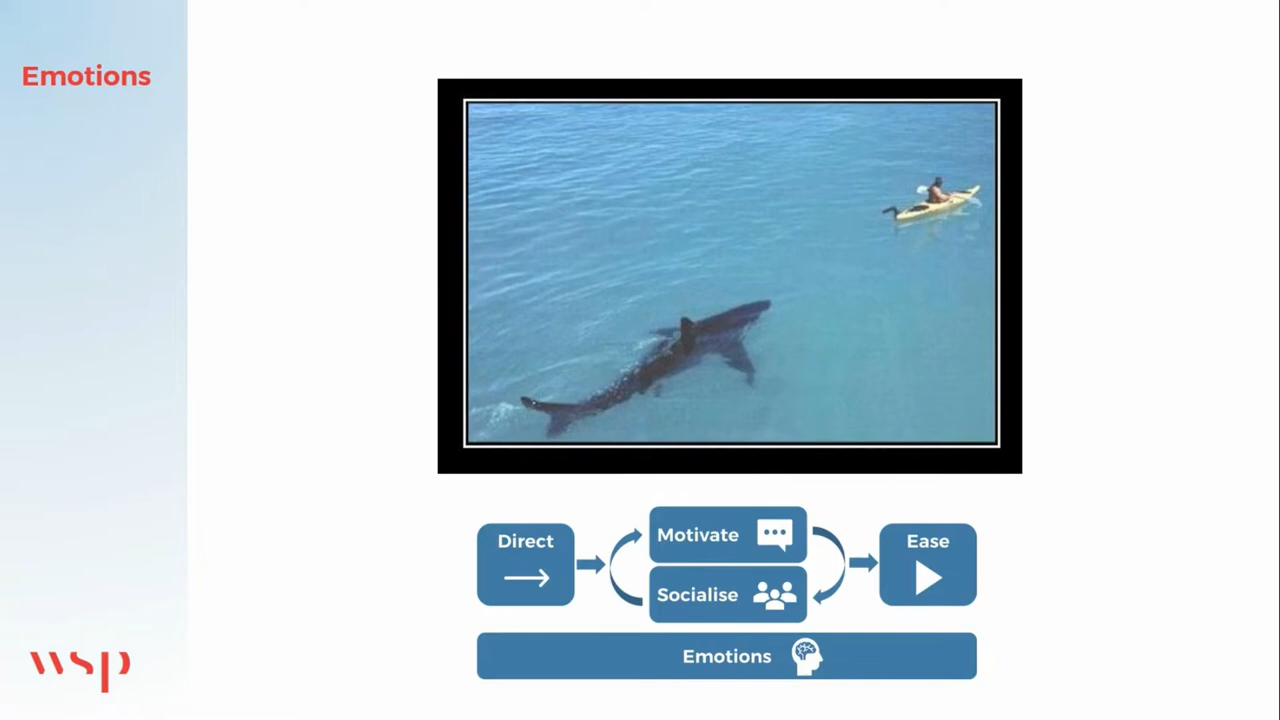 Emotions
Direct
Motivate
Socialise
Ease
Emotions
wsp